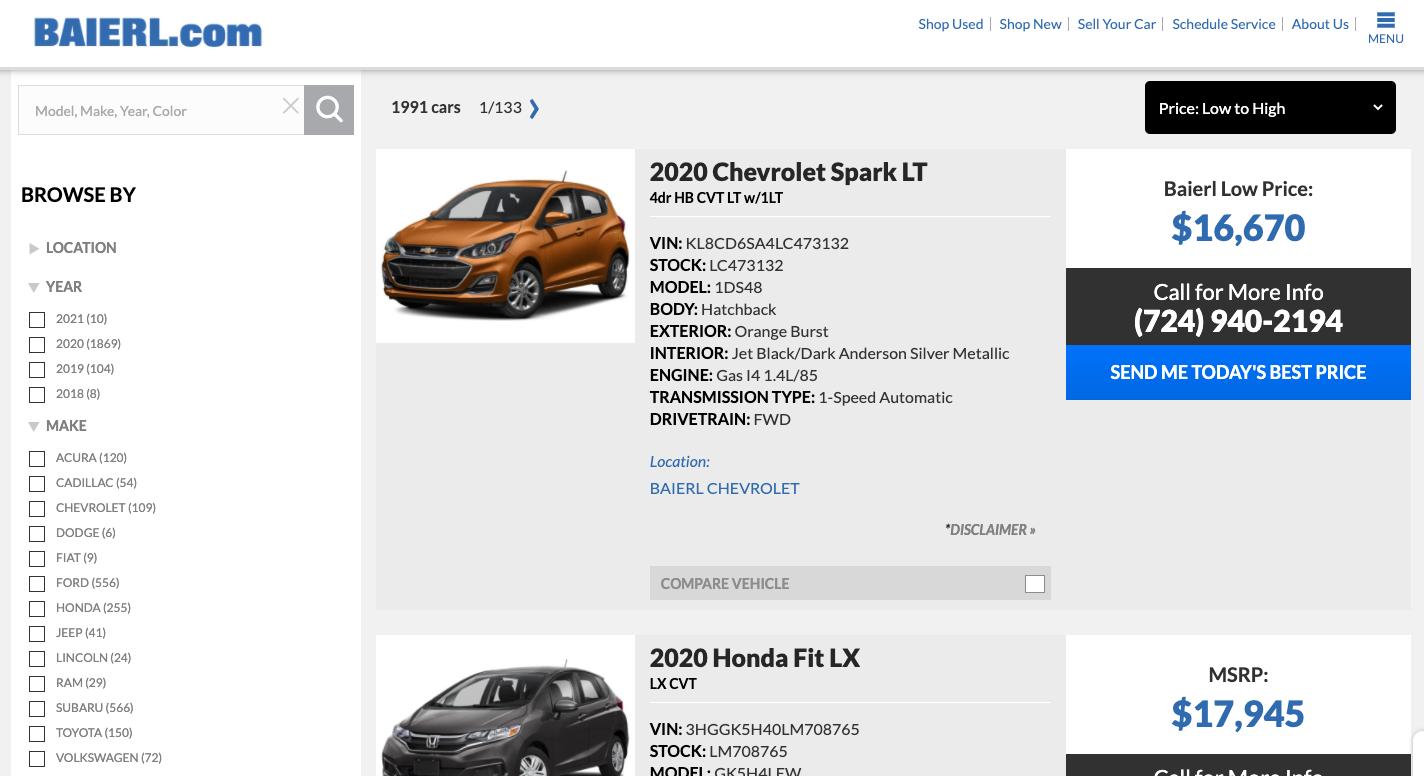 BAIERL.com
Shop Used
Shop New
Sell Your Car
Schedule Service
About Us
MENU
Model, Make, Year, Color
BROWSE BY
LOCATION
YEAR
2021 (10)
2020 (1869)
2019 (104)
2018 (8)
MAKE
ACURA (120)
CADILLAC (54)
CHEVROLET (109)
DODGE (6)
FIAT (9)
FORD (556)
HONDA (255)
JEEP (41)
LINCOLN (24)
RAM (29)
SUBARU (566)
TOYOTA (150)
VOLKSWAGEN (72)
1991 cars 1/133
Price: Low to High
2020 Chevrolet Spark LT
4dr HB CVT LT w/1LT
VIN: KL8CD6SA4LC473132
STOCK: LC473132
MODEL: 1DS48
BODY: Hatchback
EXTERIOR: Orange Burst
INTERIOR: Jet Black/Dark Anderson Silver Metallic
ENGINE: Gas I4 1.4L/85
TRANSMISSION TYPE: 1-Speed Automatic
DRIVETRAIN: FWD
Location:
BAIERL CHEVROLET
*DISCLAIMER »
COMPARE VEHICLE
Baierl Low Price:
$16,670
Call for More Info
(724) 940-2194
SEND ME TODAY'S BEST PRICE
2020 Honda Fit LX
LX CVT
VIN: 3HGGK5H40LM708765
STOCK: LM708765
MODEL: GK5H4LEW
MSRP:
$17,945
Call for More Info